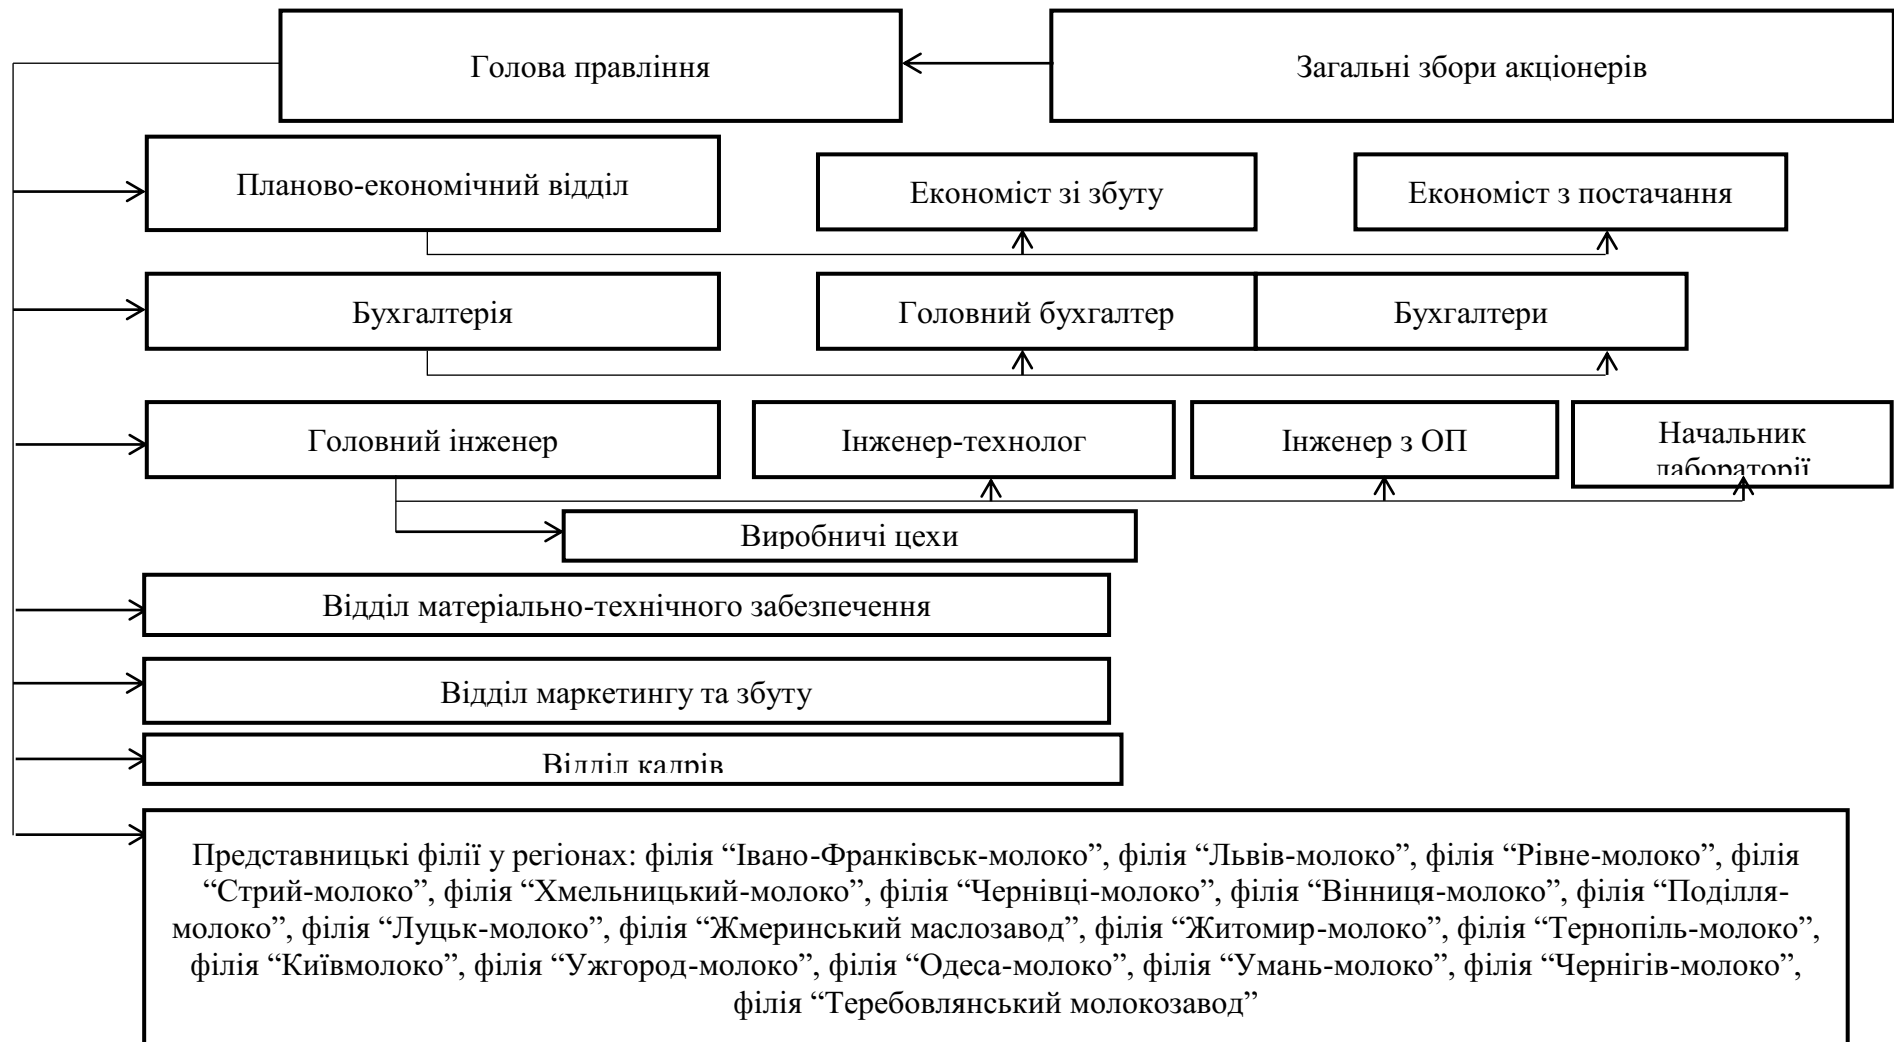 Голова правління
Загальні збори акціонерів
Планово-економічний відділ
Економіст зі збуту
Економіст з постачання
Бухгалтерія
Головний бухгалтер
Бухгалтери
Головний інженер
Інженер-технолог
Інженер з ОП
Начальник
лабораторії
Виробничі цехи
Відділ матеріально-технічного забезпечення
Відділ маркетингу та збуту
Відділ кадрів
Представницькі філії у регіонах: філія “Івано-Франківськ-молоко”, філія “Львів-молоко”, філія “Рівне-молоко”, філія
“Стрий-молоко”, філія “Хмельницький-молоко”, філія “Чернівці-молоко”, філія “Вінниця-молоко”, філія “Поділля-
молоко”, філія “Луцьк-молоко”, філія “Жмеринський маслозавод”, філія “Житомир-молоко”, філія “Тернопіль-молоко”,
філія “Київмолоко”, філія “Ужгород-молоко”, філія “Одеса-молоко”, філія “Умань-молоко”, філія “Чернігів-молоко”,
філія “Теребовлянський молокозавод”